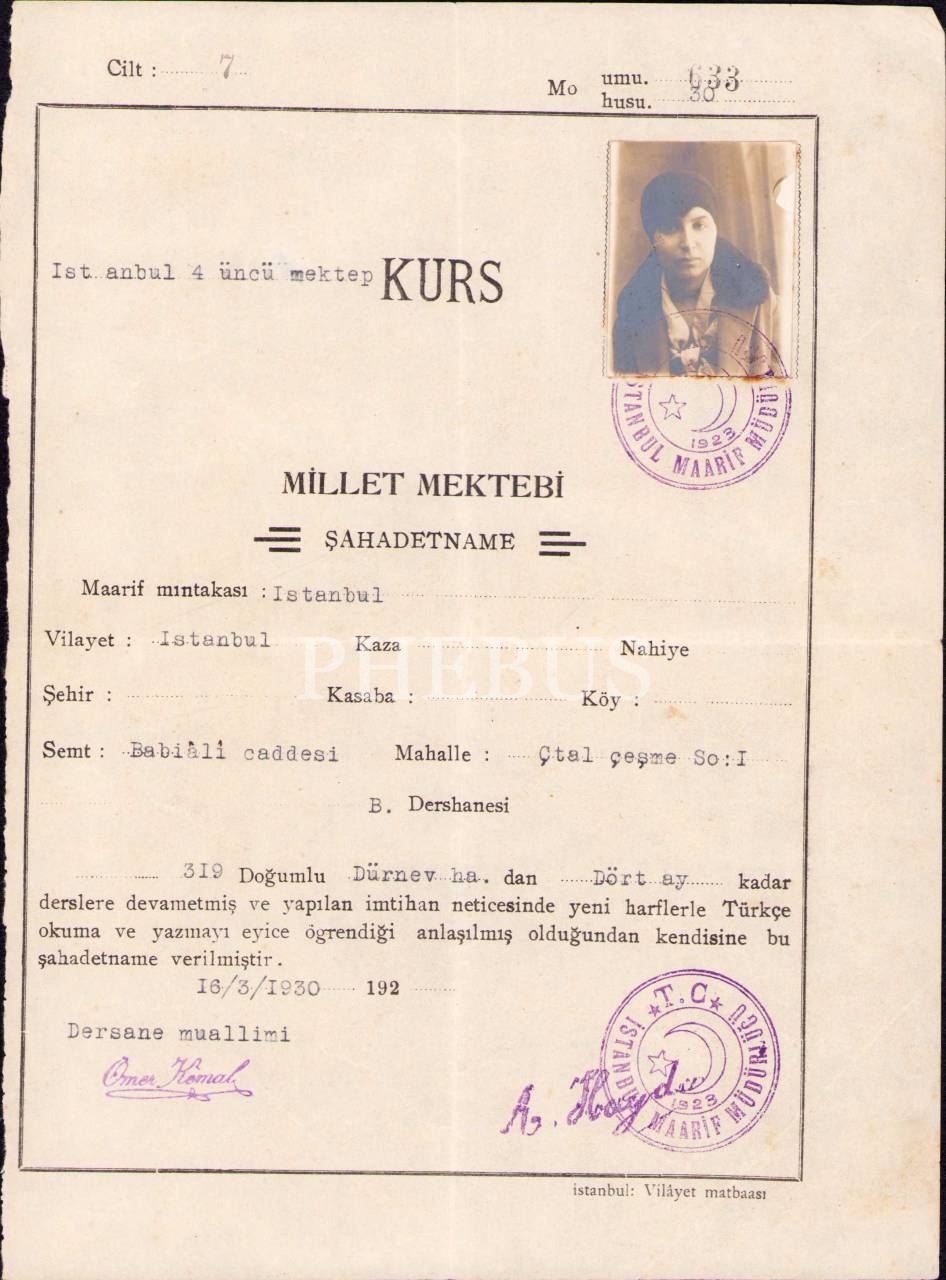 Cilt : 7
Mo umu. 633
husu. 30
Ist anbul 4 üncü mektep KURS
1923
İSTANBUL MAARİF MÜDÜ
MİLLET MEKTEBİ
ŞAHADETNAME
Maarif mıntakası : Istanbul
Vilayet : Istanbul Kaza Nahiye
PHEBUS
Şehir : Kasaba : Köy :
Semt : Babıâlî caddesi Mahalle : Çtal çeşme So:I
B. Dershanesi
319 Doğumlu Dürnev ha. dan Dört ay kadar
derslere devametmiş ve yapılan imtihan neticesinde yeni harflerle Türkçe
okuma ve yazmayı eyice ögrendiği anlaşılmış olduğundan kendisine bu
şahadetname verilmiştir.
16/3/1930 192
Dersane muallimi
Ömer Kemal
A. Hayd
T.C
1923
İSTANBUL MAARİF MÜDÜRLÜĞÜ
istanbul: Vilâyet matbaası